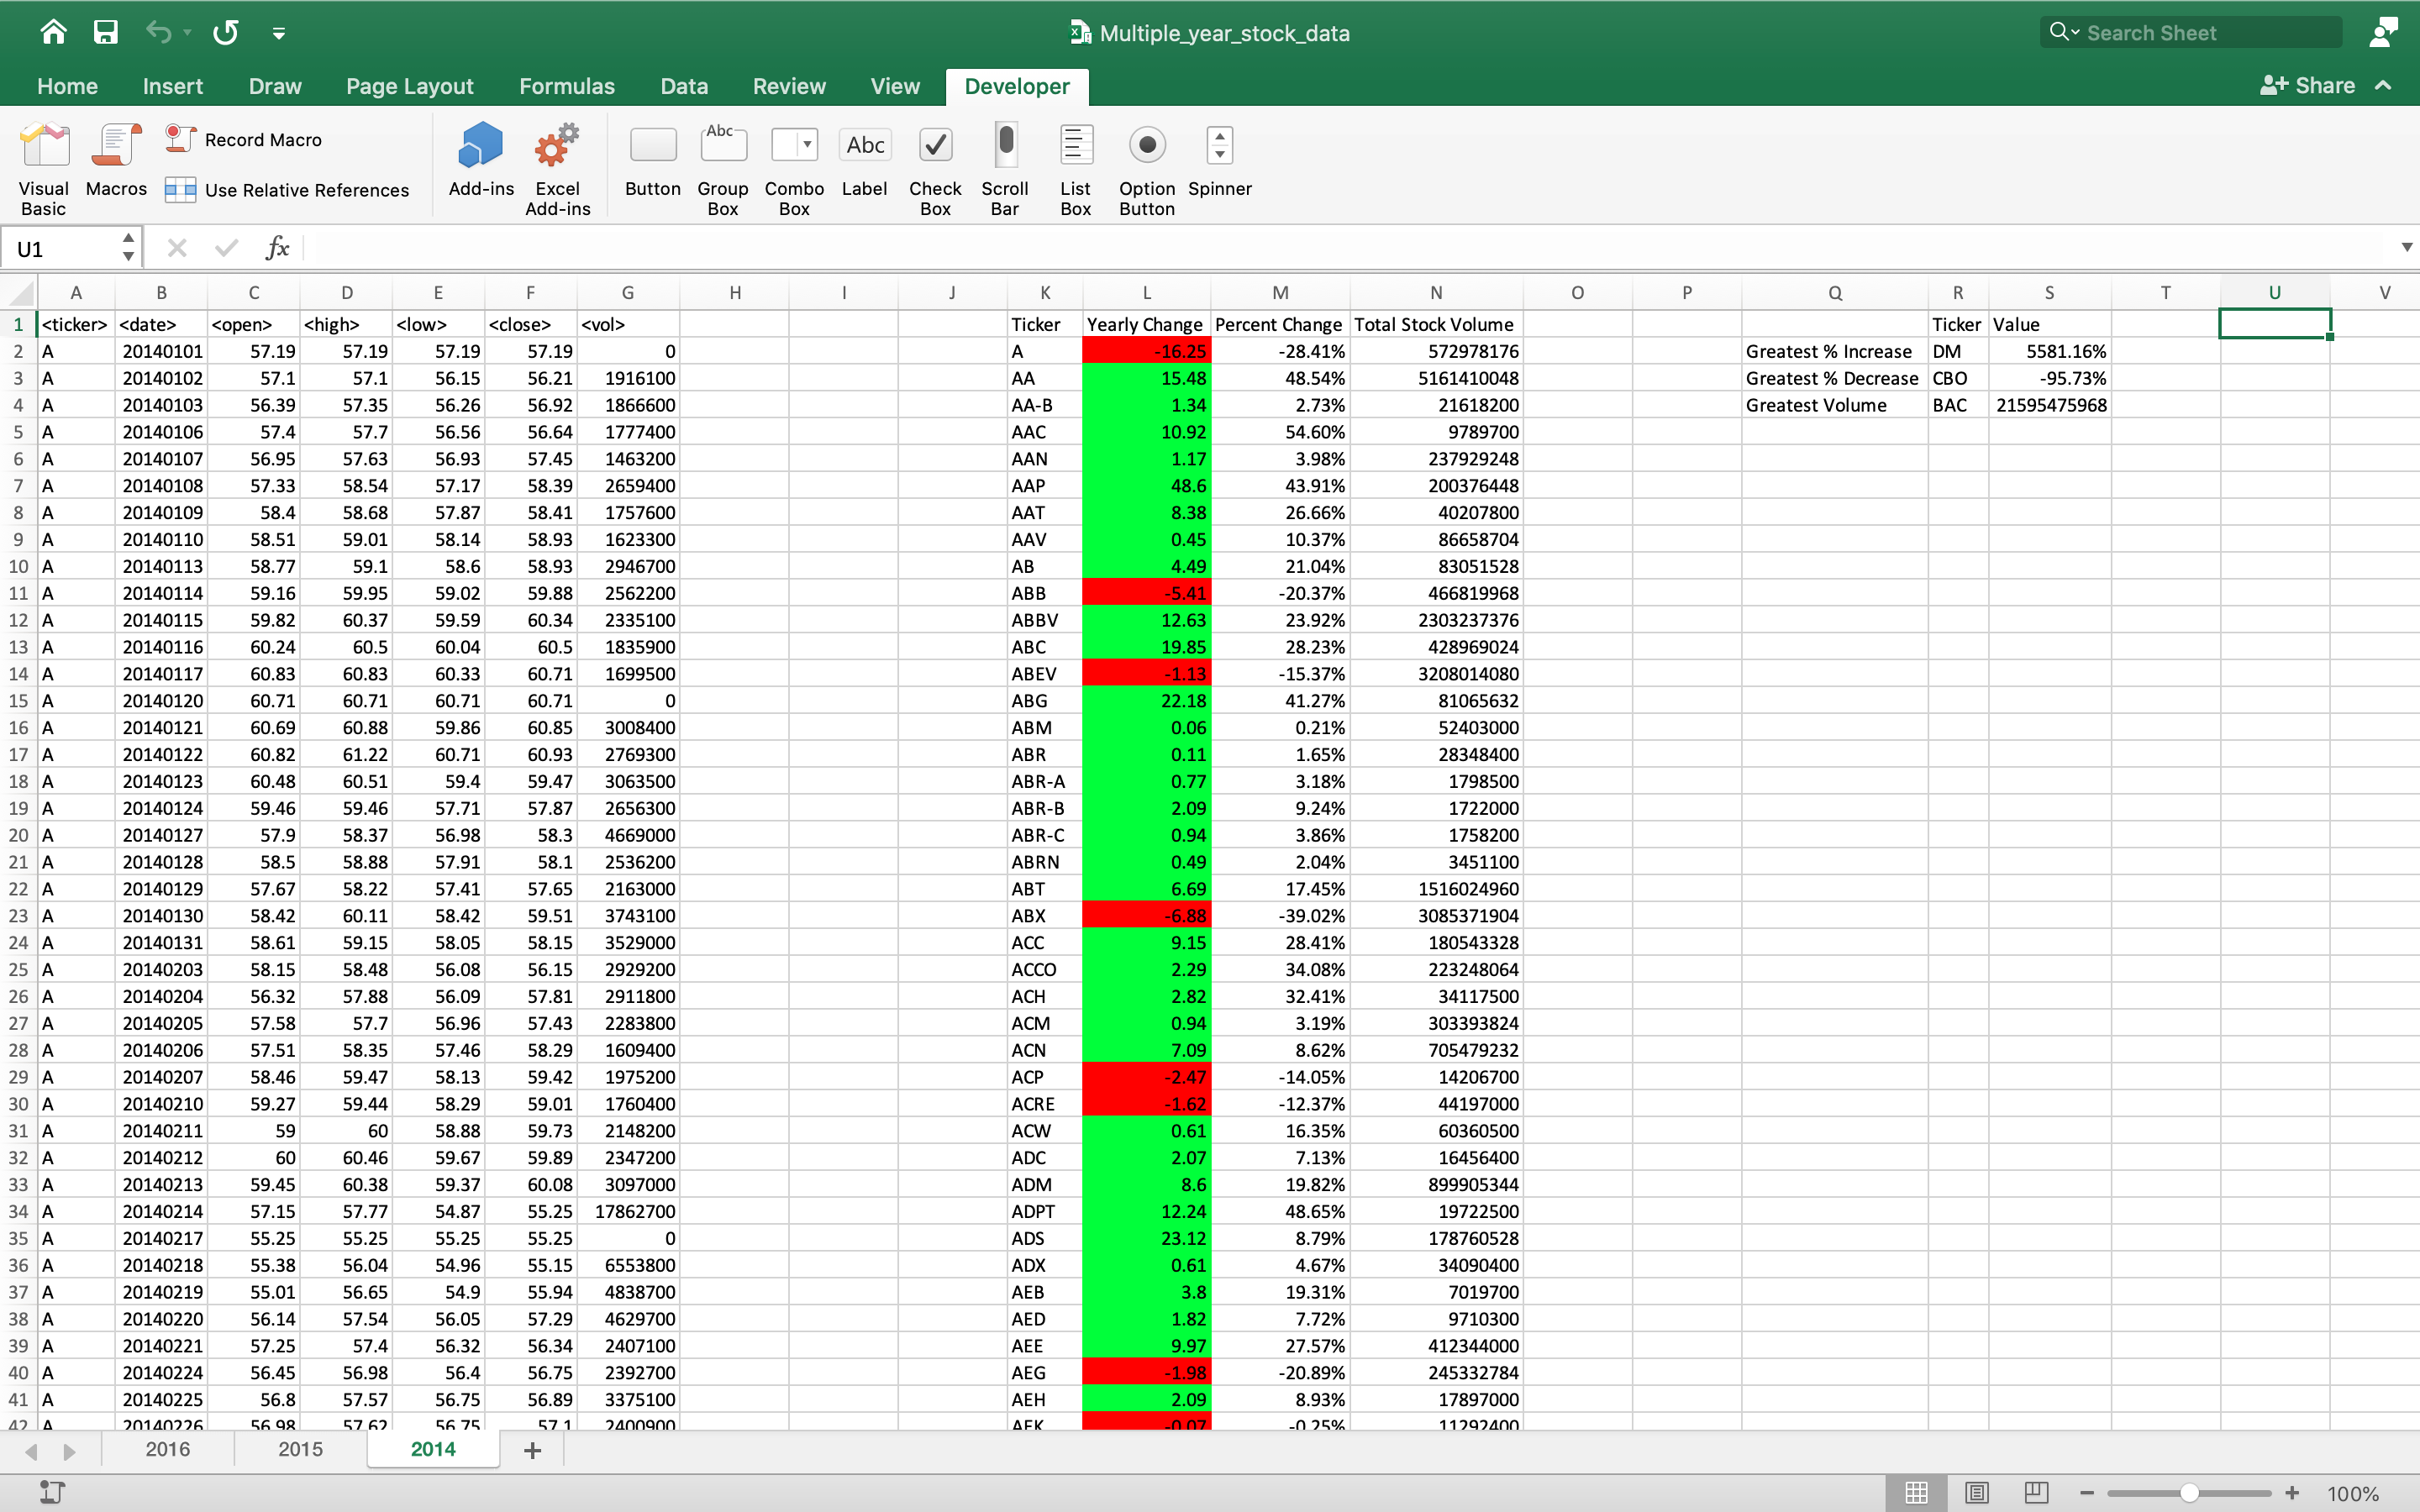 Multiple_year_stock_data
Search Sheet
Home Insert Draw Page Layout Formulas Data Review View Developer Share
Visual Basic Macros Record Macro Use Relative References Add-ins Excel Add-ins Button Abc Group Box Combo Box Abc Label Check Box Scroll Bar List Box Option Button Spinner
U1 fx
A B C D E F G H I J K L M N O P Q R S T U V
1 <ticker> <date> <open> <high> <low> <close> <vol> Ticker Yearly Change Percent Change Total Stock Volume Ticker Value
2 A 20140101 57.19 57.19 57.19 57.19 0 A -16.25 -28.41% 572978176 Greatest % Increase DM 5581.16%
3 A 20140102 57.1 57.1 56.15 56.21 1916100 AA 15.48 48.54% 5161410048 Greatest % Decrease CBO -95.73%
4 A 20140103 56.39 57.35 56.26 56.92 1866600 AA-B 1.34 2.73% 21618200 Greatest Volume BAC 21595475968
5 A 20140106 57.4 57.7 56.56 56.64 1777400 AAC 10.92 54.60% 9789700
6 A 20140107 56.95 57.63 56.93 57.45 1463200 AAN 1.17 3.98% 237929248
7 A 20140108 57.33 58.54 57.17 58.39 2659400 AAP 48.6 43.91% 200376448
8 A 20140109 58.4 58.68 57.87 58.41 1757600 AAT 8.38 26.66% 40207800
9 A 20140110 58.51 59.01 58.14 58.93 1623300 AAV 0.45 10.37% 86658704
10 A 20140113 58.77 59.1 58.6 58.93 2946700 AB 4.49 21.04% 83051528
11 A 20140114 59.16 59.95 59.02 59.88 2562200 ABB -5.41 -20.37% 466819968
12 A 20140115 59.82 60.37 59.59 60.34 2335100 ABBV 12.63 23.92% 2303237376
13 A 20140116 60.24 60.5 60.04 60.5 1835900 ABC 19.85 28.23% 428969024
14 A 20140117 60.83 60.83 60.33 60.71 1699500 ABEV -1.13 -15.37% 3208014080
15 A 20140120 60.71 60.71 60.71 60.71 0 ABG 22.18 41.27% 81065632
16 A 20140121 60.69 60.88 59.86 60.85 3008400 ABM 0.06 0.21% 52403000
17 A 20140122 60.82 61.22 60.71 60.93 2769300 ABR 0.11 1.65% 28348400
18 A 20140123 60.48 60.51 59.4 59.47 3063500 ABR-A 0.77 3.18% 1798500
19 A 20140124 59.46 59.46 57.71 57.87 2656300 ABR-B 2.09 9.24% 1722000
20 A 20140127 57.9 58.37 56.98 58.3 4669000 ABR-C 0.94 3.86% 1758200
21 A 20140128 58.5 58.88 57.91 58.1 2536200 ABRN 0.49 2.04% 3451100
22 A 20140129 57.67 58.22 57.41 57.65 2163000 ABT 6.69 17.45% 1516024960
23 A 20140130 58.42 60.11 58.42 59.51 3743100 ABX -6.88 -39.02% 3085371904
24 A 20140131 58.61 59.15 58.05 58.15 3529000 ACC 9.15 28.41% 180543328
25 A 20140203 58.15 58.48 56.08 56.15 2929200 ACCO 2.29 34.08% 223248064
26 A 20140204 56.32 57.88 56.09 57.81 2911800 ACH 2.82 32.41% 34117500
27 A 20140205 57.58 57.7 56.96 57.43 2283800 ACM 0.94 3.19% 303393824
28 A 20140206 57.51 58.35 57.46 58.29 1609400 ACN 7.09 8.62% 705479232
29 A 20140207 58.46 59.47 58.13 59.42 1975200 ACP -2.47 -14.05% 14206700
30 A 20140210 59.27 59.44 58.29 59.01 1760400 ACRE -1.62 -12.37% 44197000
31 A 20140211 59 60 58.88 59.73 2148200 ACW 0.61 16.35% 60360500
32 A 20140212 60 60.46 59.67 59.89 2347200 ADC 2.07 7.13% 16456400
33 A 20140213 59.45 60.38 59.37 60.08 3097000 ADM 8.6 19.82% 899905344
34 A 20140214 57.15 57.77 54.87 55.25 17862700 ADPT 12.24 48.65% 19722500
35 A 20140217 55.25 55.25 55.25 55.25 0 ADS 23.12 8.79% 178760528
36 A 20140218 55.38 56.04 54.96 55.15 6553800 ADX 0.61 4.67% 34090400
37 A 20140219 55.01 56.65 54.9 55.94 4838700 AEB 3.8 19.31% 7019700
38 A 20140220 56.14 57.54 56.05 57.29 4629700 AED 1.82 7.72% 9710300
39 A 20140221 57.25 57.4 56.32 56.34 2407100 AEE 9.97 27.57% 412344000
40 A 20140224 56.45 56.98 56.4 56.75 2392700 AEG -1.98 -20.89% 245332784
41 A 20140225 56.8 57.57 56.75 56.89 3375100 AEH 2.09 8.93% 17897000
42 A 20140226 56.98 57.62 56.75 57.1 2400900 AEK -0.07 -0.25% 11292400
2016 2015 2014
100%